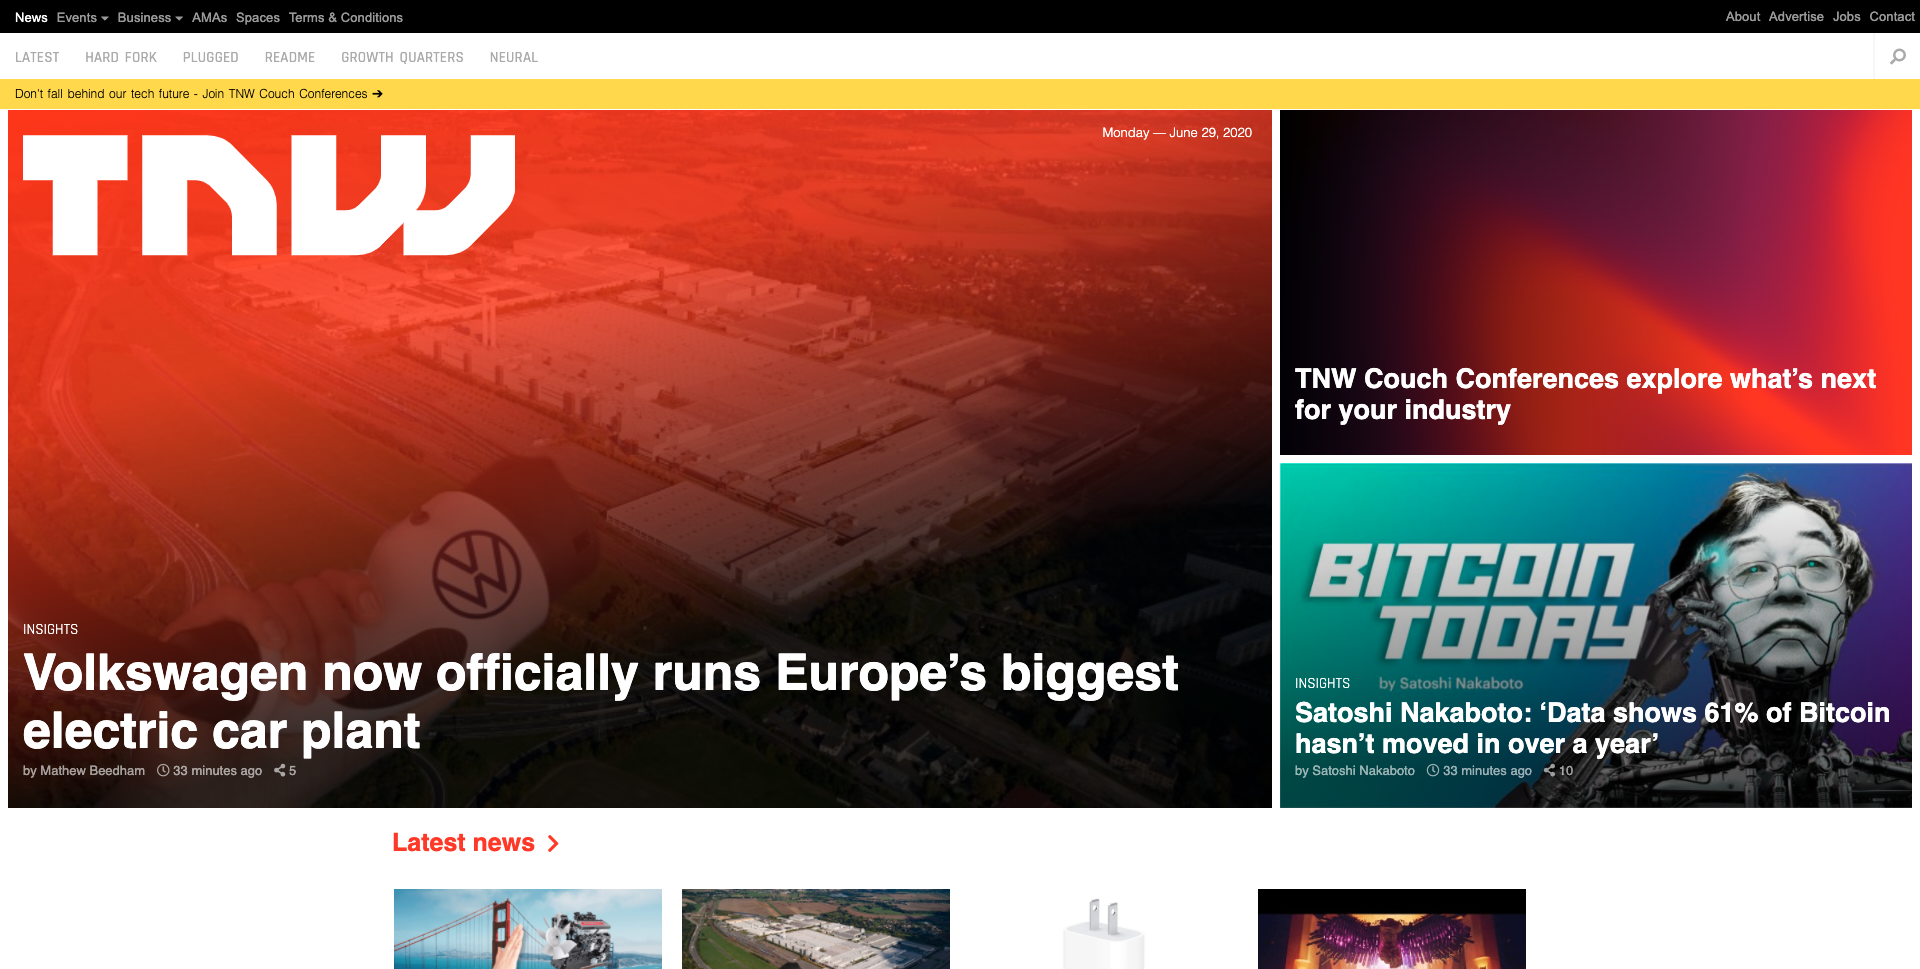 News Events Business AMAs Spaces Terms & Conditions
About Advertise Jobs Contact
LATEST HARD FORK PLUGGED README GROWTH QUARTERS NEURAL
Don't fall behind our tech future - Join TNW Couch Conferences ➔
TNW
Monday — June 29, 2020
INSIGHTS
Volkswagen now officially runs Europe’s biggest
electric car plant
by Mathew Beedham 33 minutes ago 5
TNW Couch Conferences explore what’s next
for your industry
BITCOIN
TODAY
by Satoshi Nakaboto
INSIGHTS
Satoshi Nakaboto: ‘Data shows 61% of Bitcoin
hasn’t moved in over a year’
by Satoshi Nakaboto 33 minutes ago 10
Latest news